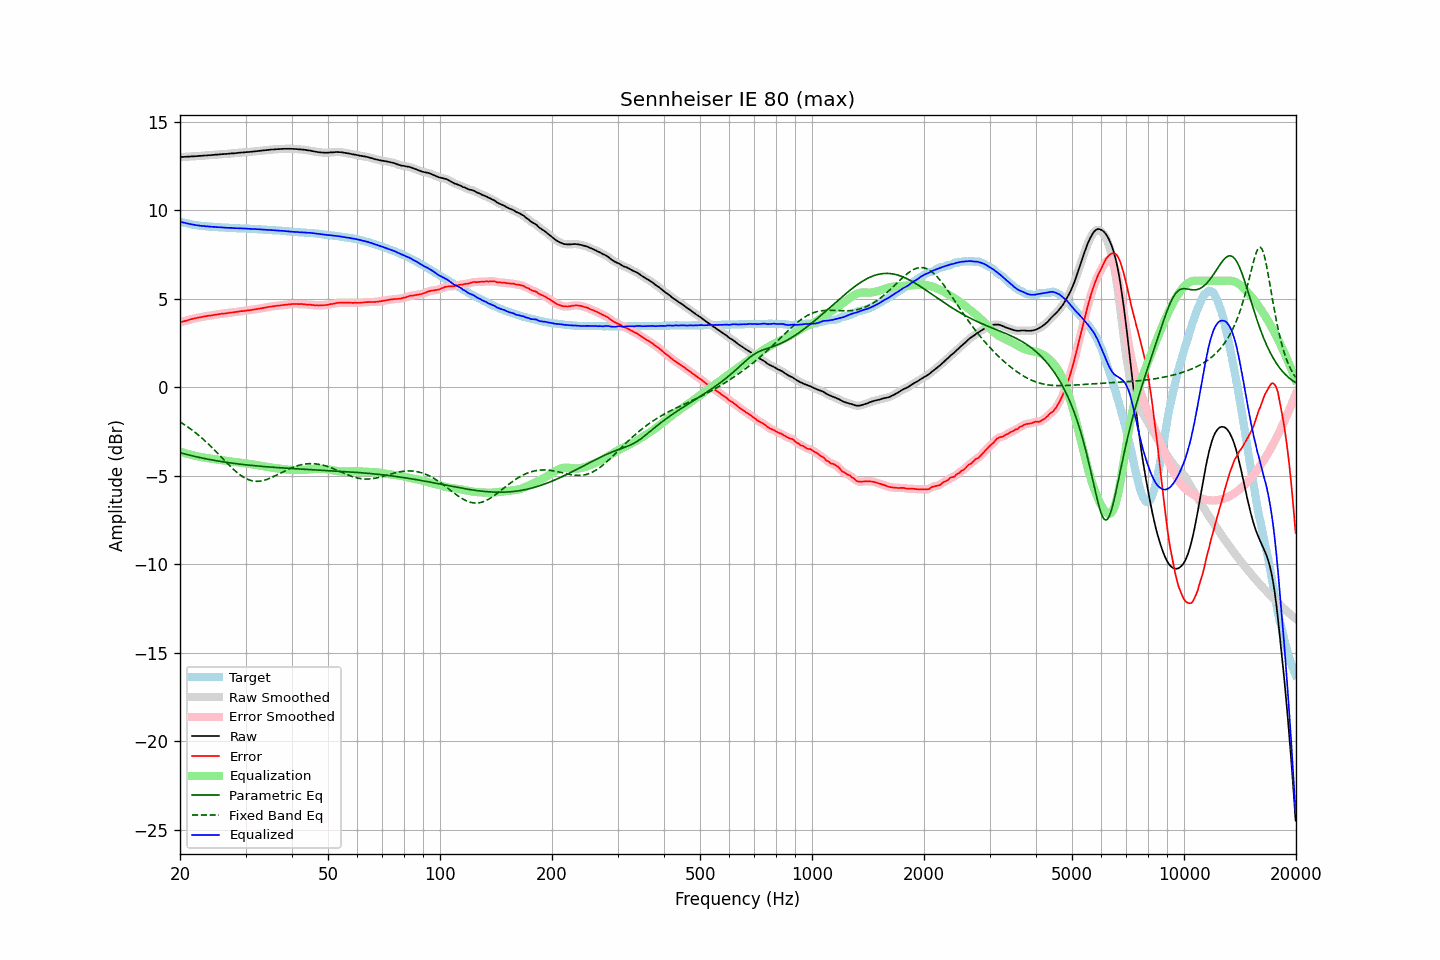 Sennheiser IE 80 (max)
15
10
5
0
−5
−10
−15
−20
−25
Amplitude (dBr)
Target
Raw Smoothed
Error Smoothed
Raw
Error
Equalization
Parametric Eq
Fixed Band Eq
Equalized
20 50 100 200 500 1000 2000 5000 10000 20000
Frequency (Hz)